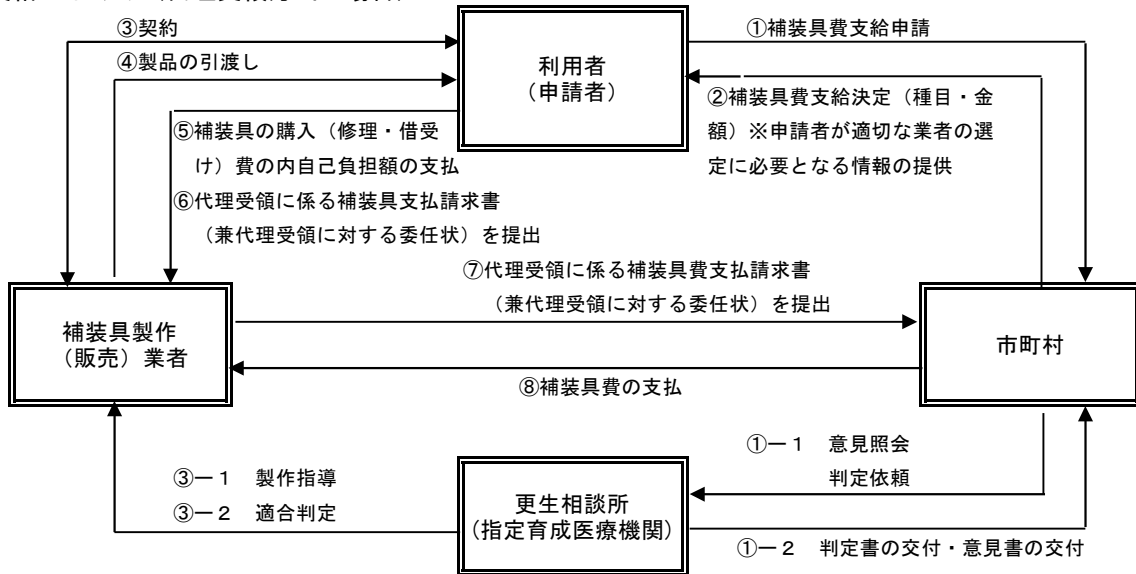 ③契約
①補装具費支給申請
④製品の引渡し
利用者
（申請者）
②補装具費支給決定（種目・金
額）※申請者が適切な業者の選
定に必要となる情報の提供
⑤補装具の購入（修理・借受
け）費の内自己負担額の支払
⑥代理受領に係る補装具支払請求書
（兼代理受領に対する委任状）を提出
⑦代理受領に係る補装具費支払請求書
（兼代理受領に対する委任状）を提出
補装具製作
（販売）業者
市町村
⑧補装具費の支払
①－１　意見照会
判定依頼
③－１　製作指導
③－２　適合判定
更生相談所
（指定育成医療機関）
①－２　判定書の交付・意見書の交付